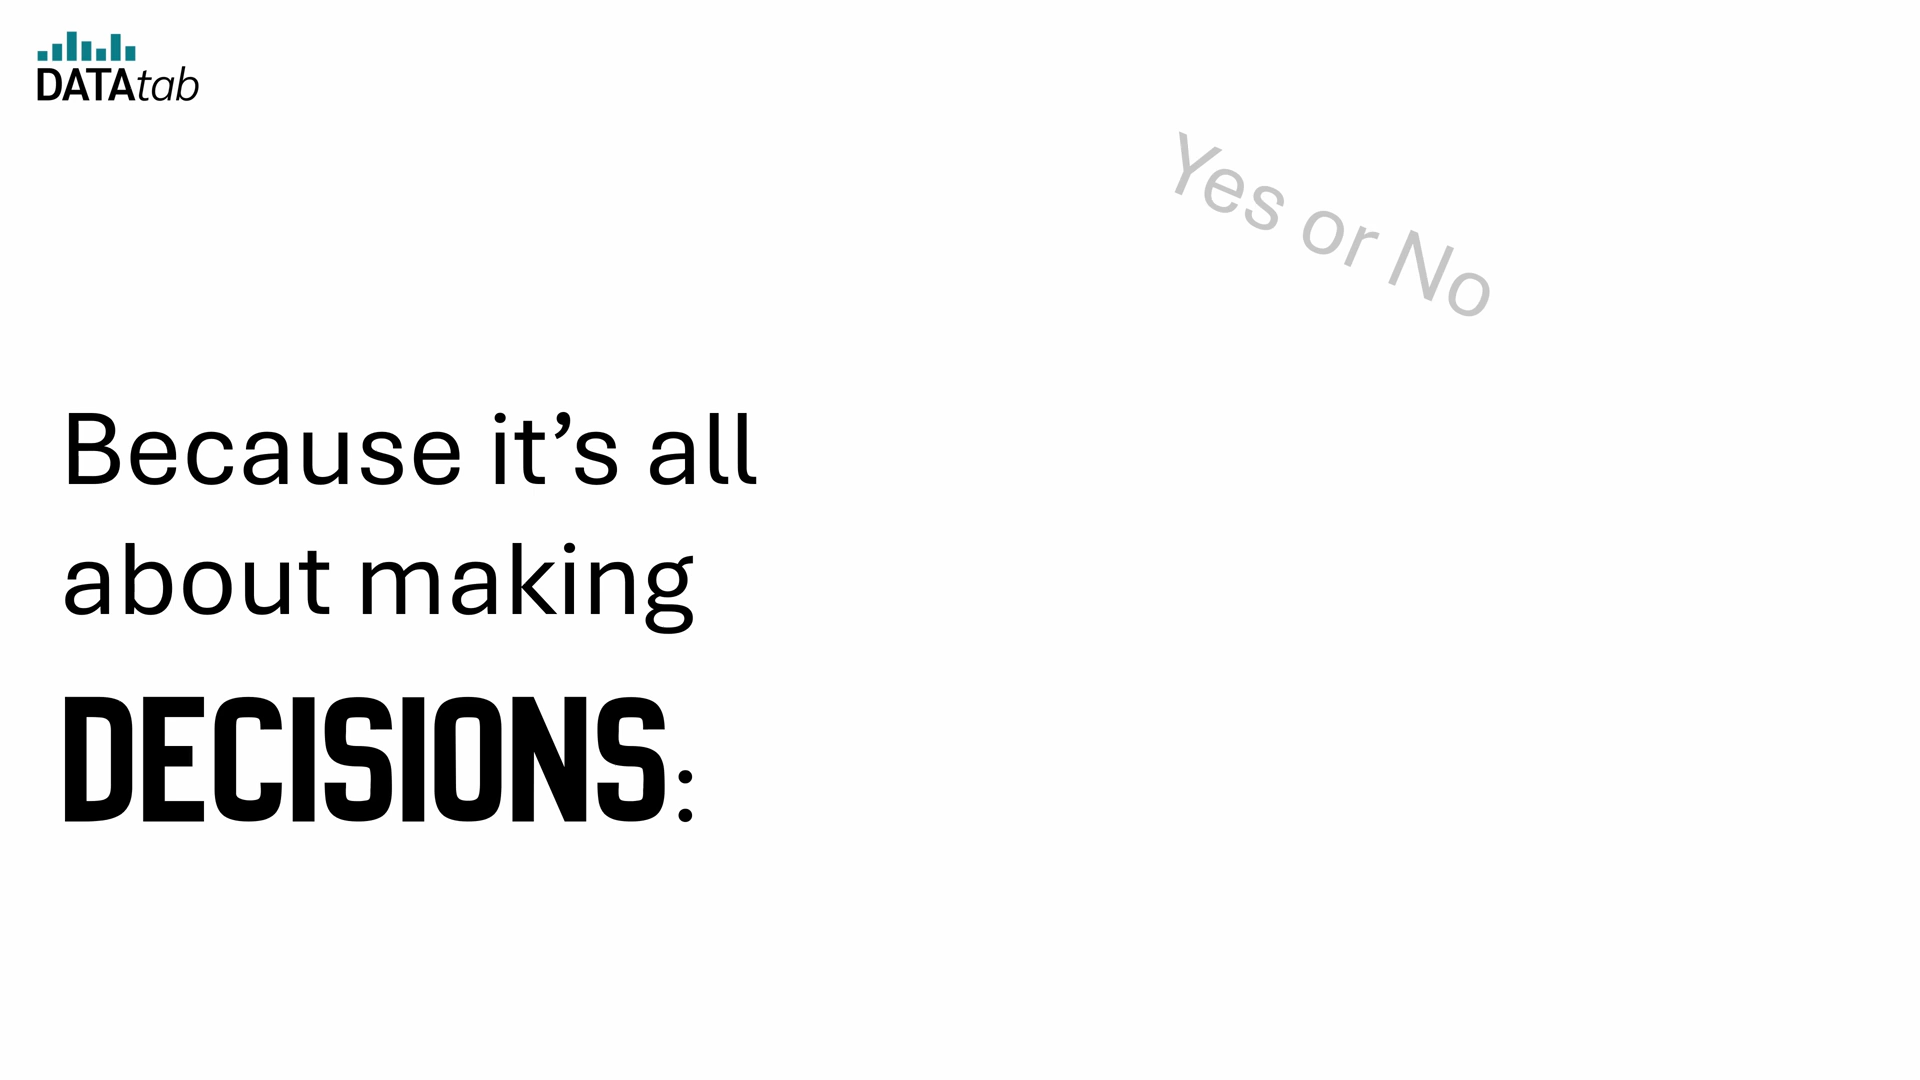 DATAtab
Yes or No
Because it’s all
about making
DECISIONS: